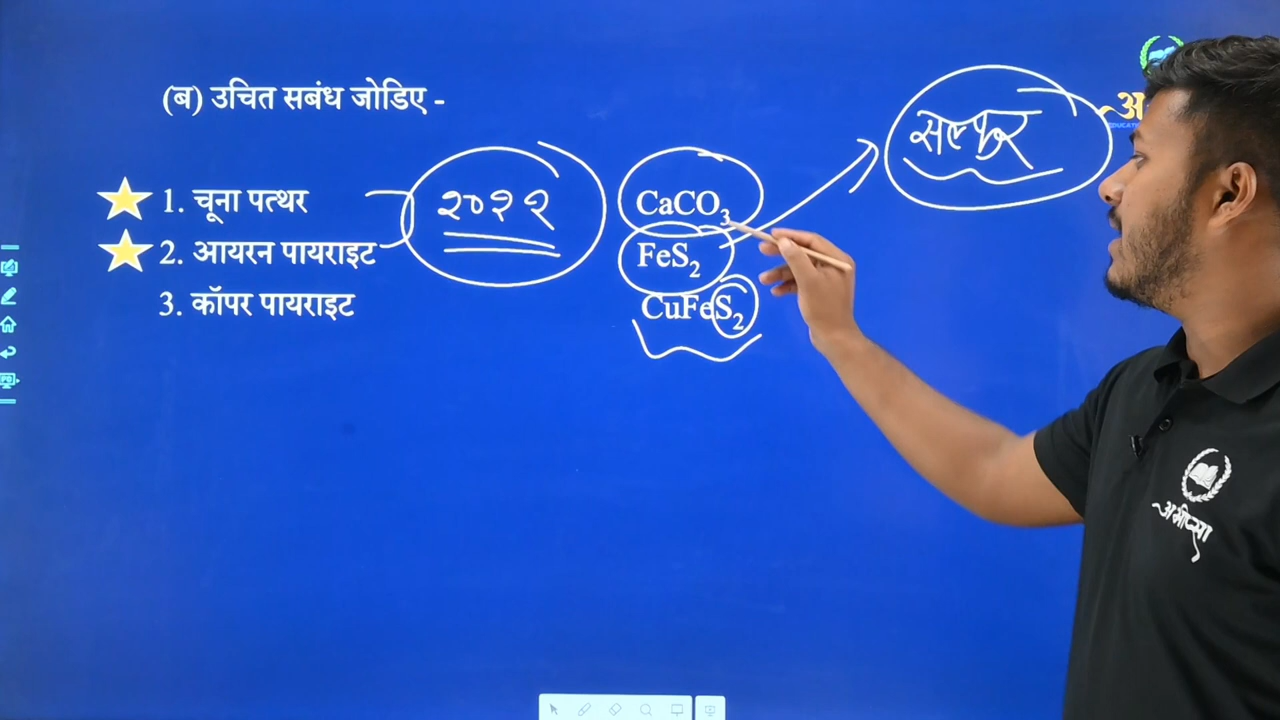 (ब) उचित सबंध जोडिए -
सल्फर
अ
1. चूना पत्थर
२०२२
CaCO3
2. आयरन पायराइट
FeS2
3. कॉपर पायराइट
CuFeS2
अभीप्सा